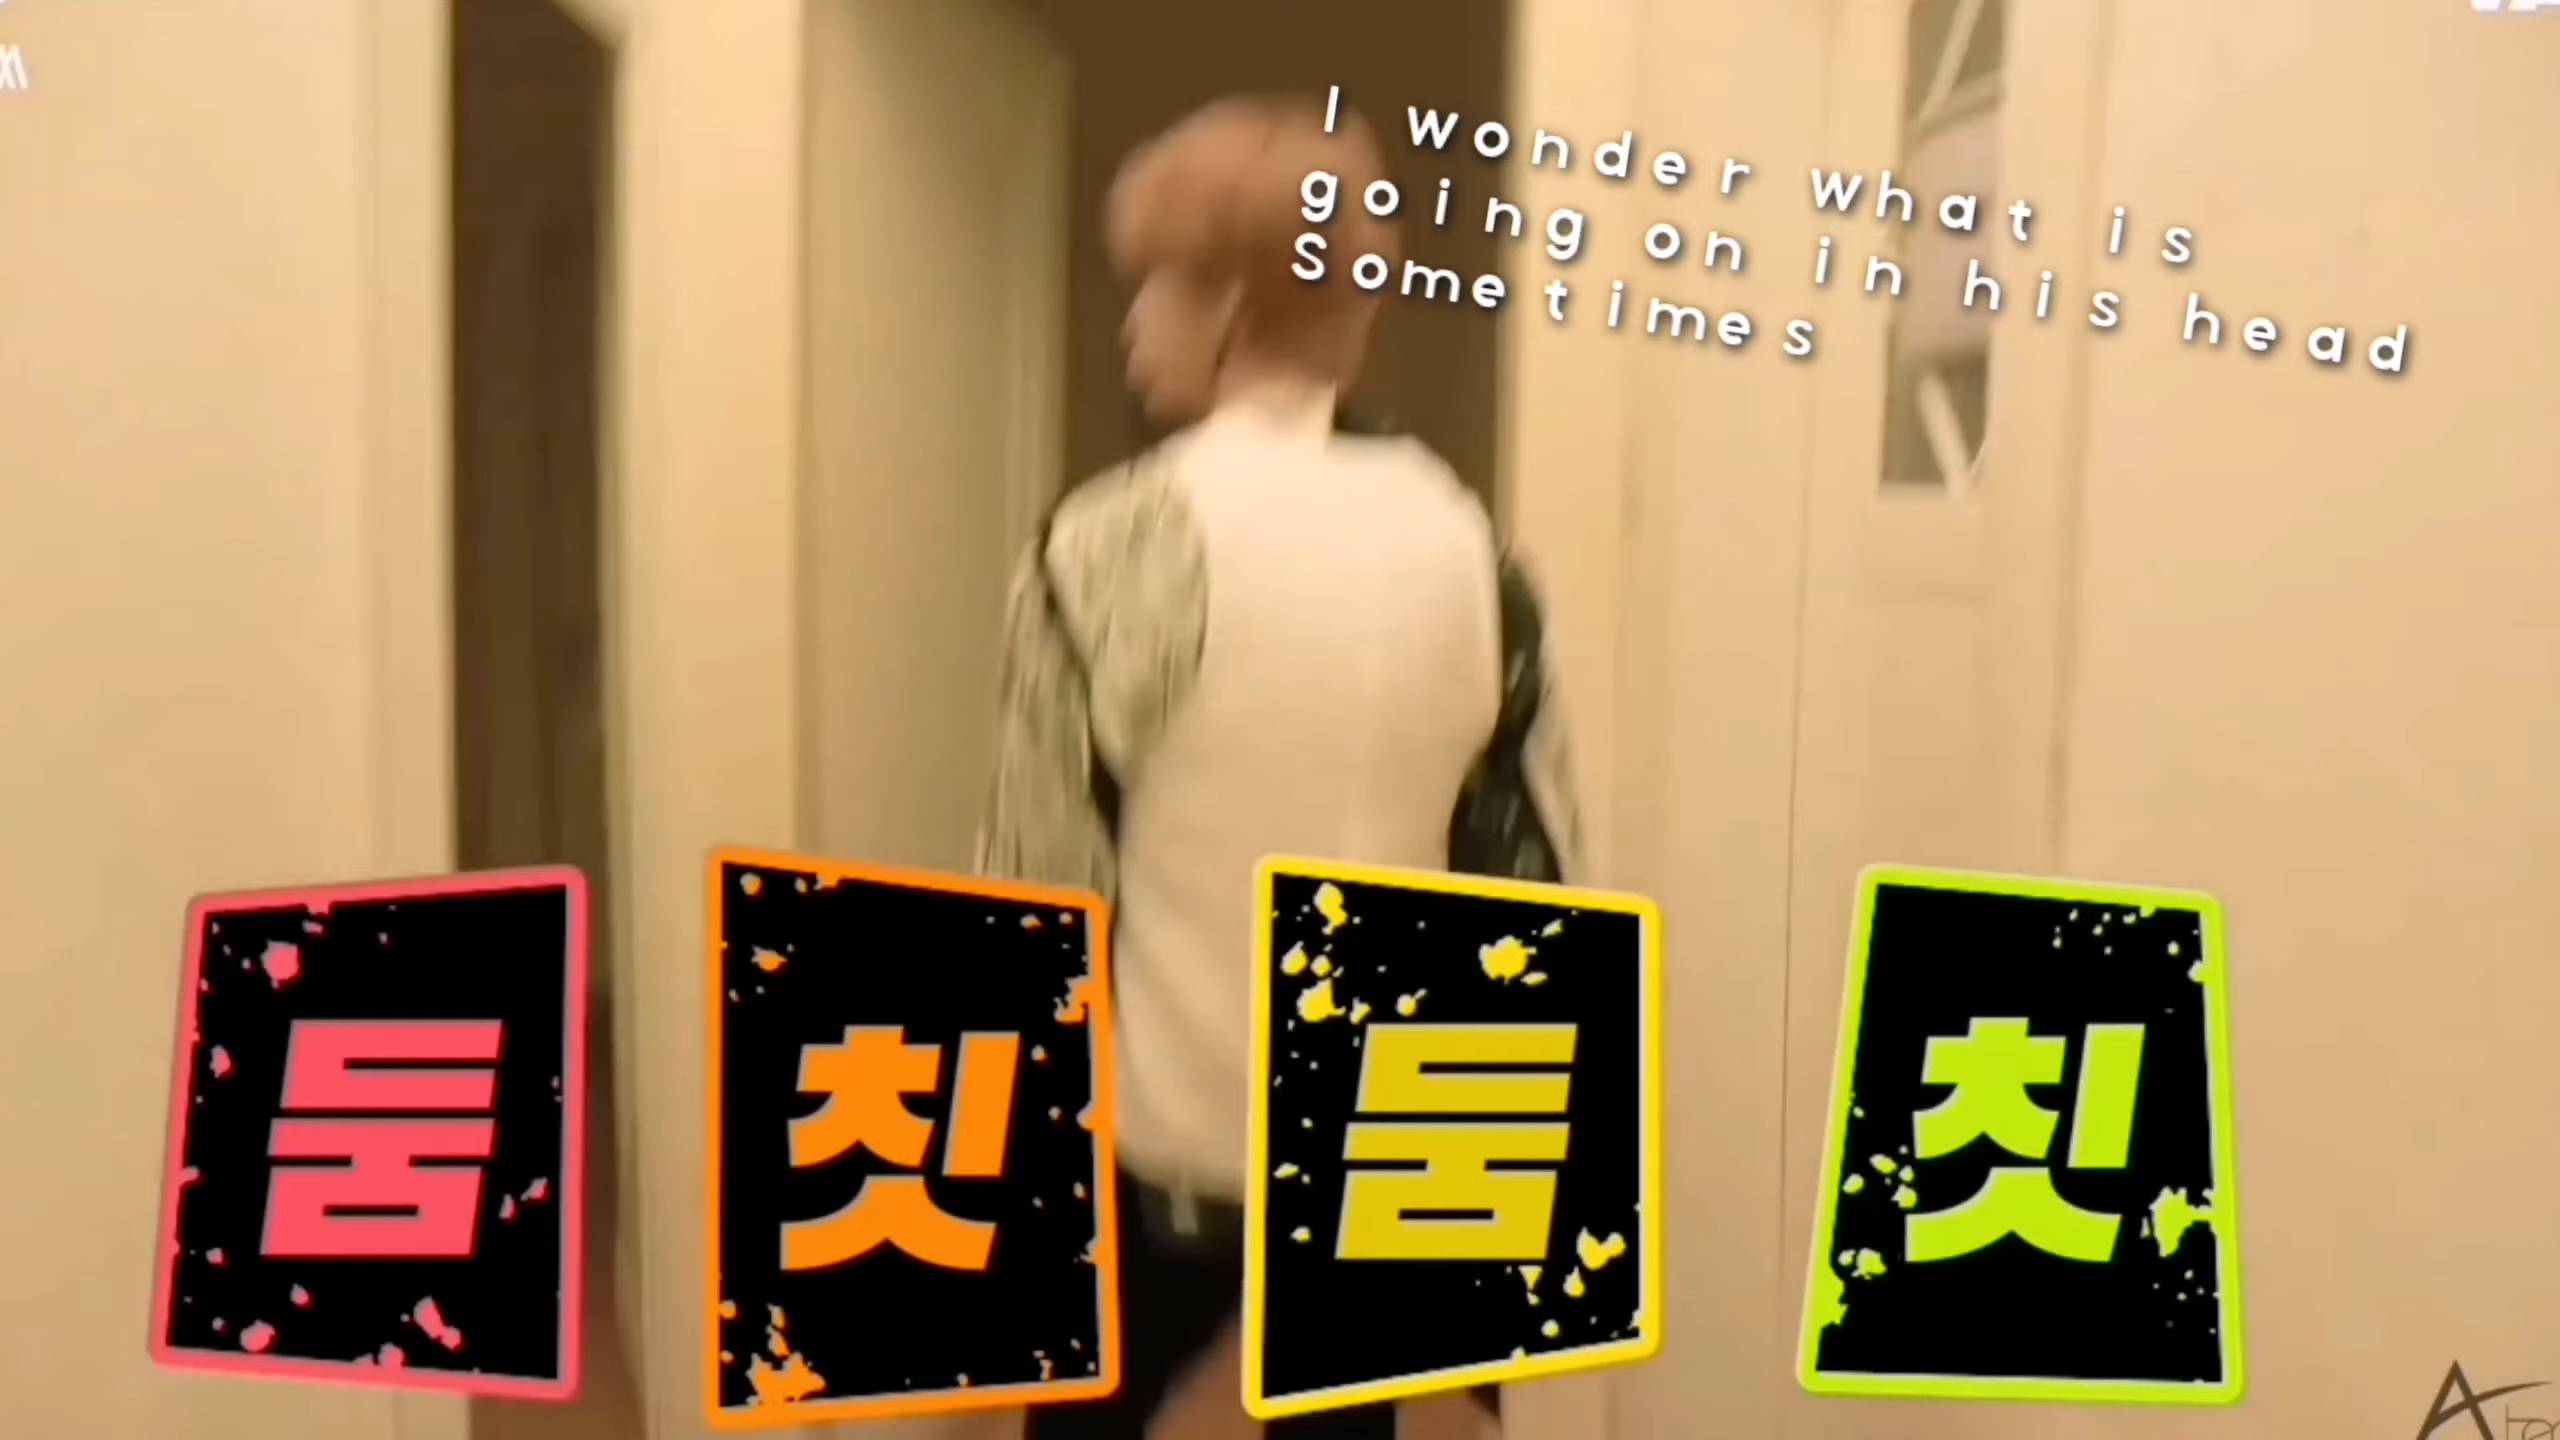 I wonder what is
going on in his head
Sometimes
둠 칫 둠 칫